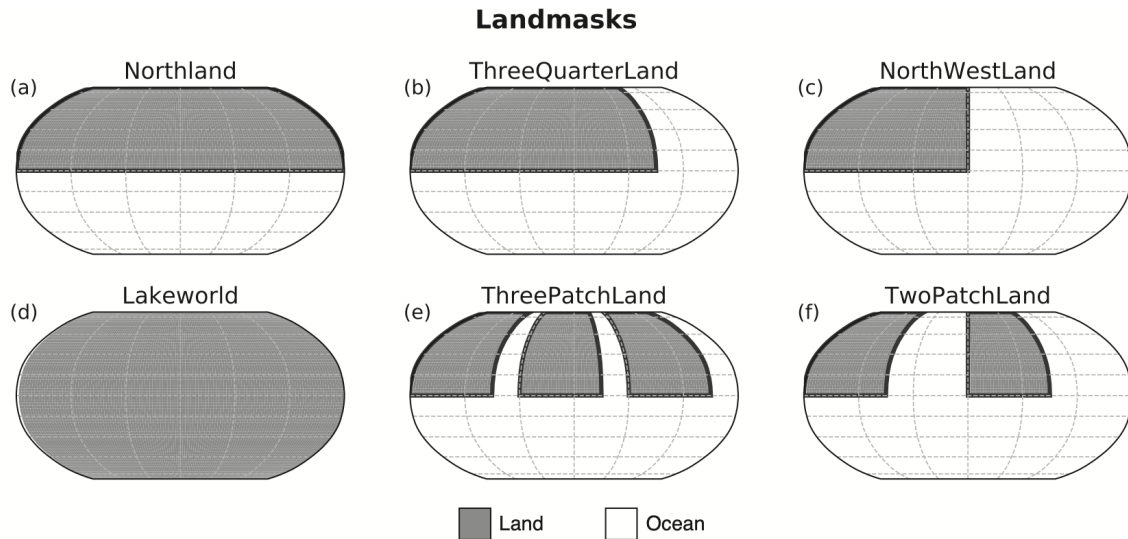 Landmasks
(a) Northland
(b) ThreeQuarterLand
(c) NorthWestLand
(d) Lakeworld
(e) ThreePatchLand
(f) TwoPatchLand
Land
Ocean